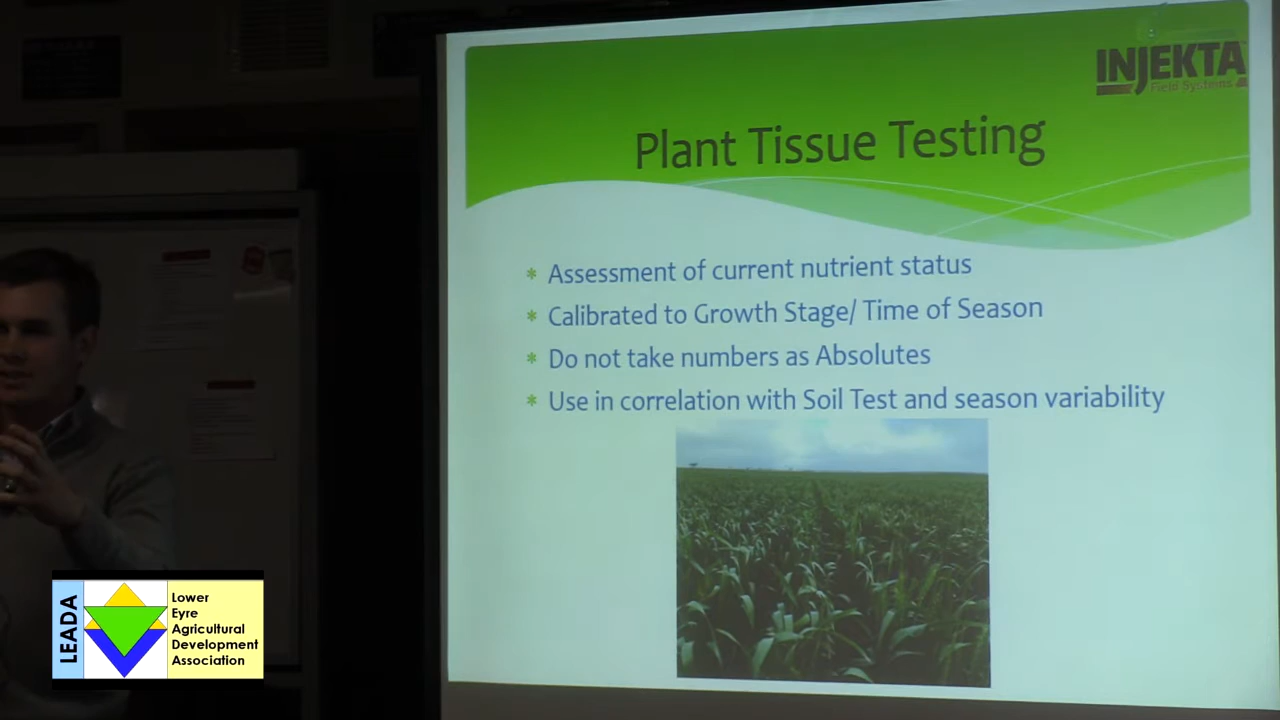 INJEKTA
Field Systems
Plant Tissue Testing
* Assessment of current nutrient status
* Calibrated to Growth Stage/ Time of Season
* Do not take numbers as Absolutes
* Use in correlation with Soil Test and season variability
LEADA
Lower
Eyre
Agricultural
Development
Association